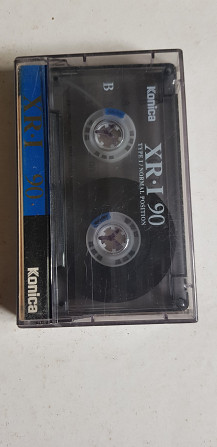 XR·I 90
Konica
B
Konica
XR·I 90
TYPE I NORMAL POSITION